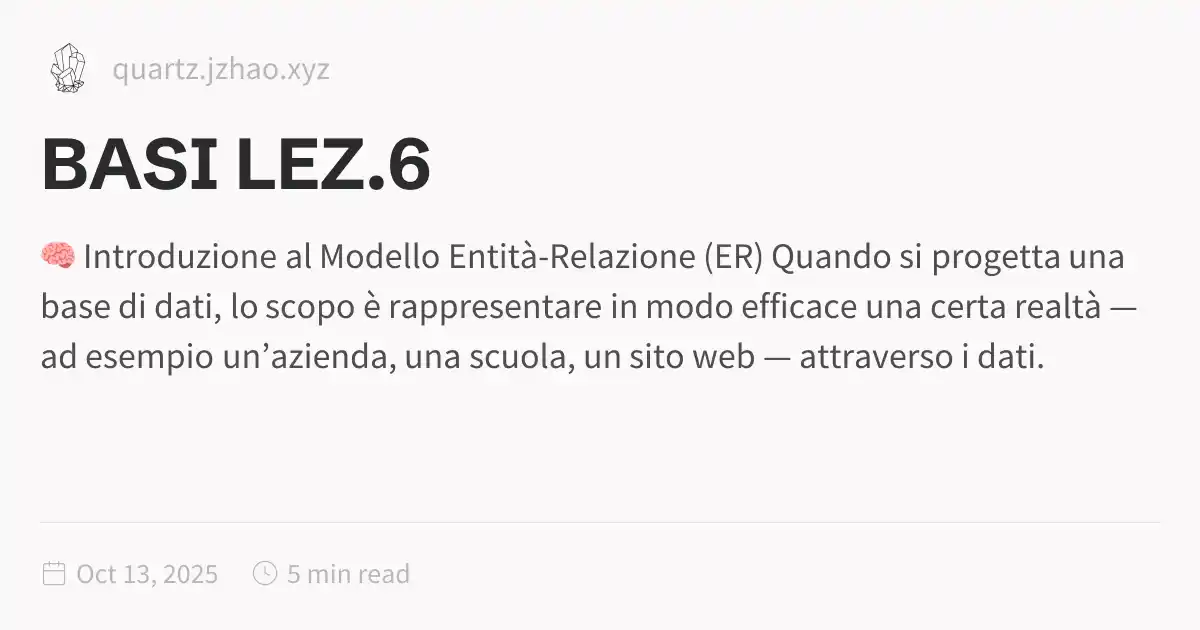 quartz.jzhao.xyz
BASI LEZ.6
🧠 Introduzione al Modello Entità-Relazione (ER) Quando si progetta una
base di dati, lo scopo è rappresentare in modo efficace una certa realtà —
ad esempio un’azienda, una scuola, un sito web — attraverso i dati.
Oct 13, 2025 5 min read